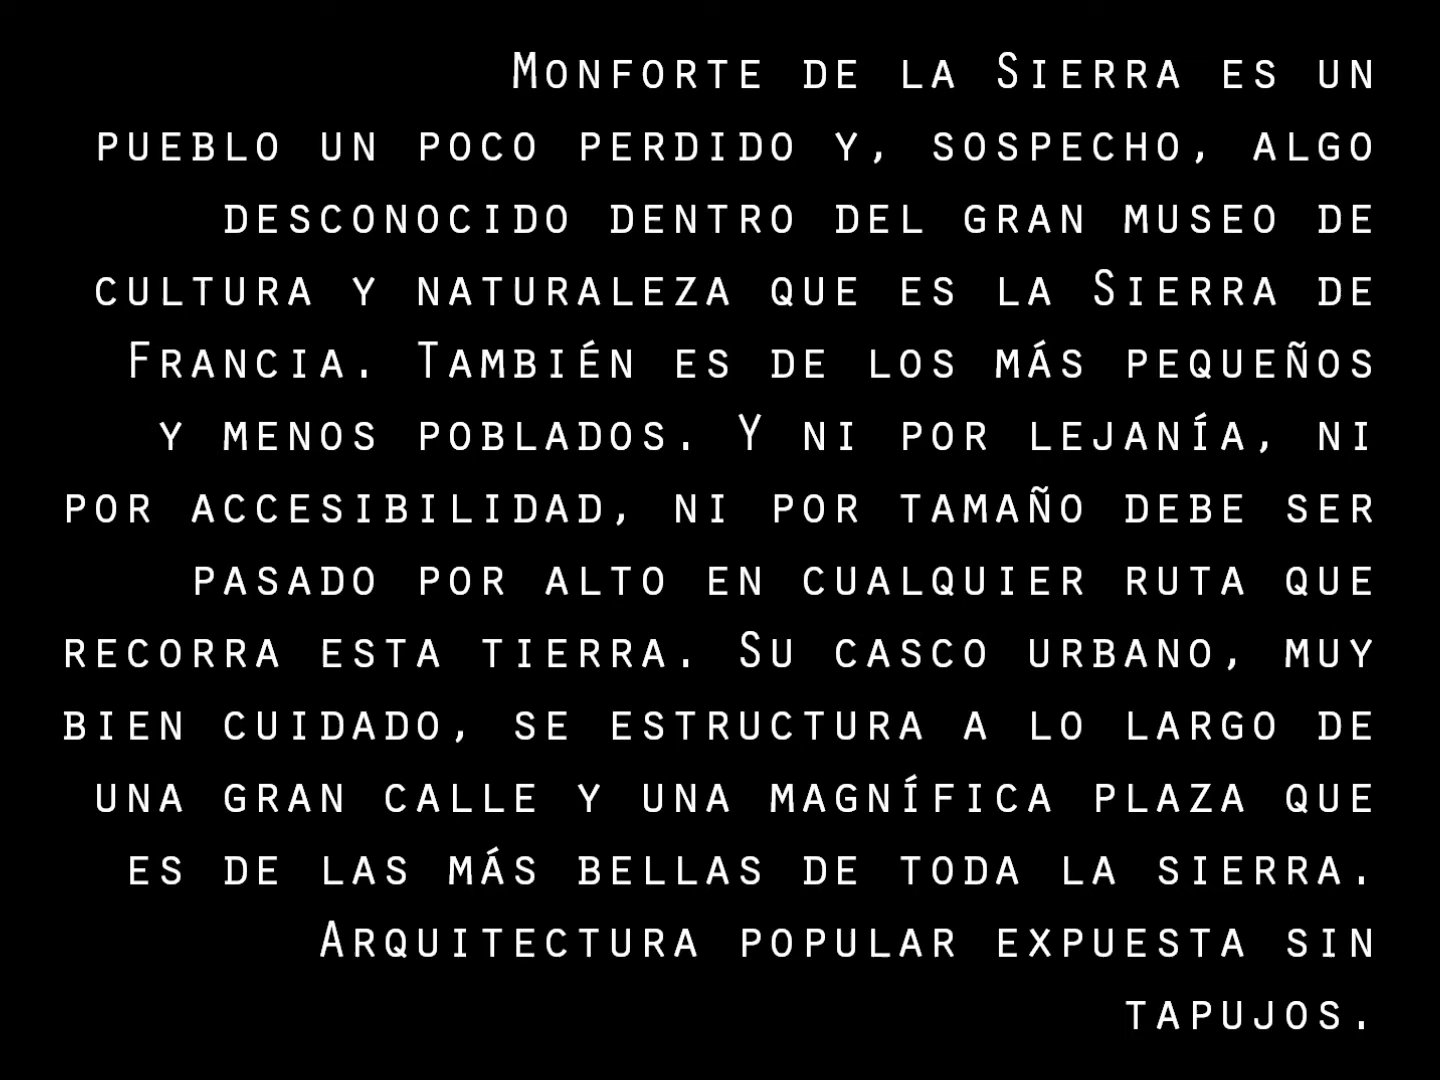 Monforte de la Sierra es un
pueblo un poco perdido y, sospecho, algo
desconocido dentro del gran museo de
cultura y naturaleza que es la Sierra de
Francia. También es de los más pequeños
y menos poblados. Y ni por lejanía, ni
por accesibilidad, ni por tamaño debe ser
pasado por alto en cualquier ruta que
recorra esta tierra. Su casco urbano, muy
bien cuidado, se estructura a lo largo de
una gran calle y una magnífica plaza que
es de las más bellas de toda la sierra.
Arquitectura popular expuesta sin
tapujos.